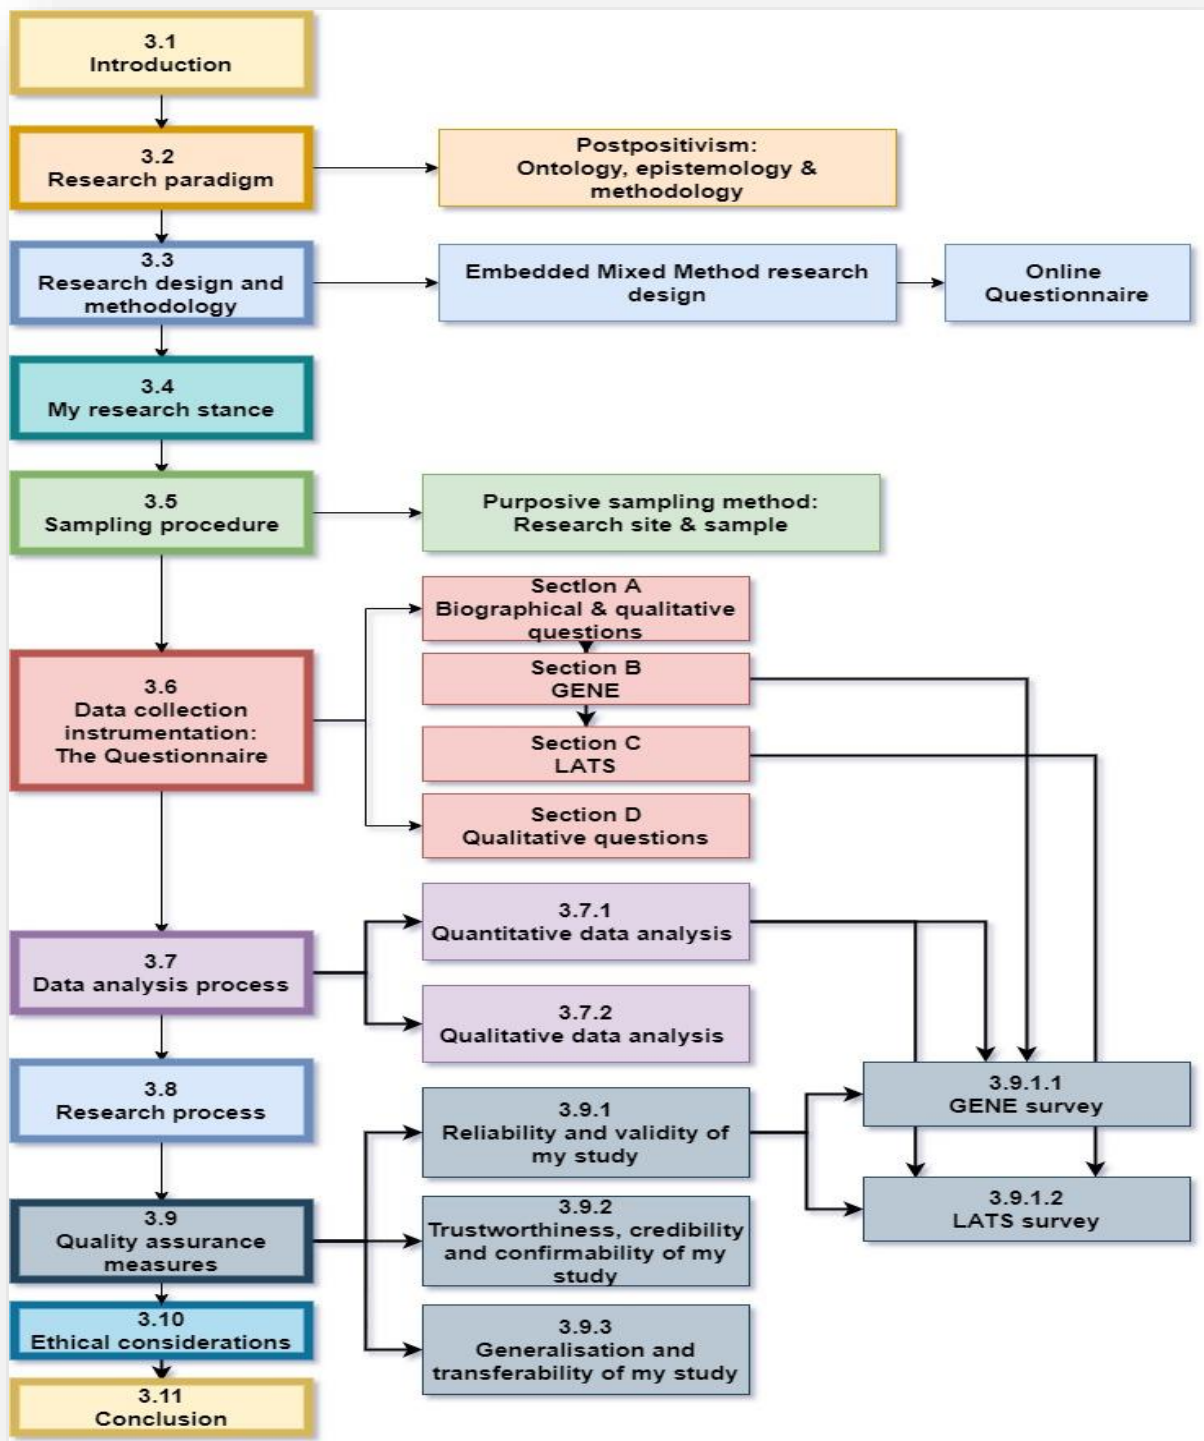 3.1
Introduction
3.2
Research paradigm
Postpositivism:
Ontology, epistemology &
methodology
3.3
Research design and
methodology
Embedded Mixed Method research
design
Online
Questionnaire
3.4
My research stance
3.5
Sampling procedure
Purposive sampling method:
Research site & sample
3.6
Data collection
instrumentation:
The Questionnaire
Section A
Biographical & qualitative
questions
Section B
GENE
Section C
LATS
Section D
Qualitative questions
3.7
Data analysis process
3.7.1
Quantitative data analysis
3.7.2
Qualitative data analysis
3.8
Research process
3.9
Quality assurance
measures
3.9.1
Reliability and validity of
my study
3.9.1.1
GENE survey
3.9.1.2
LATS survey
3.9.2
Trustworthiness, credibility
and confirmability of my
study
3.9.3
Generalisation and
transferability of my study
3.10
Ethical considerations
3.11
Conclusion